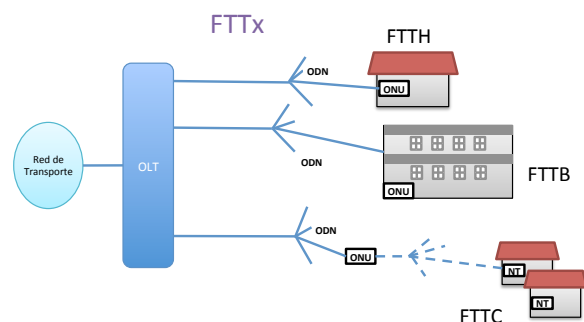 FTTx
FTTH
ODN
ONU
Red de
Transporte
OLT
ODN
FTTB
ONU
ODN
ONU
NT
NT
FTTC